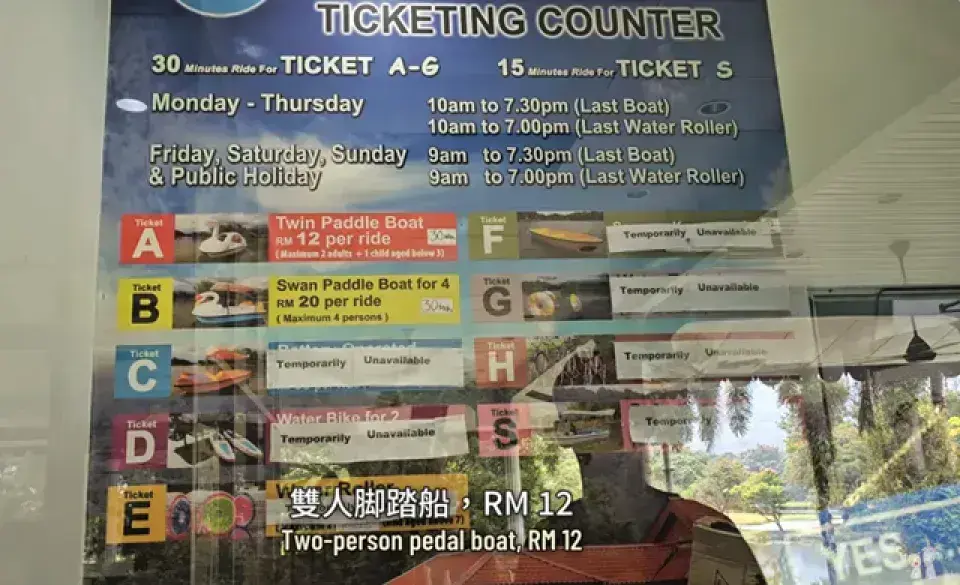 TICKETING COUNTER
30 Minutes Ride For TICKET A-G
15 Minutes Ride For TICKET S
Monday - Thursday
10am to 7.30pm (Last Boat)
10am to 7.00pm (Last Water Roller)
Friday, Saturday, Sunday
& Public Holiday
9am to 7.30pm (Last Boat)
9am to 7.00pm (Last Water Roller)
Ticket
A
Twin Paddle Boat
RM 12 per ride
(Maximum 2 adults + 1 child aged below 3)
Ticket
B
Swan Paddle Boat for 4
RM 20 per ride
(Maximum 4 persons)
Ticket
C
Battery Operated
Temporarily Unavailable
Ticket
D
Water Bike for 2
Temporarily Unavailable
Ticket
E
Ticket
F
Temporarily Unavailable
Ticket
G
Temporarily Unavailable
Ticket
H
Temporarily Unavailable
Ticket
S
YES
雙人脚踏船,RM 12
Two-person pedal boat, RM 12